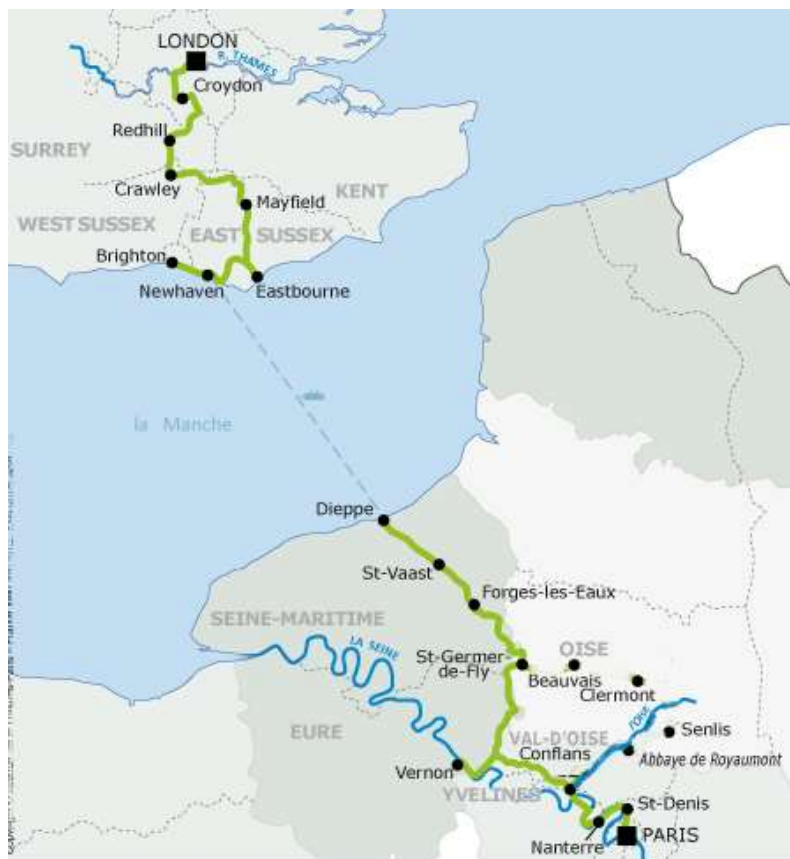 LONDON
R. THAMES
Croydon
Redhill
SURREY
Crawley
KENT
Mayfield
WEST SUSSEX
EAST SUSSEX
Brighton
Newhaven
Eastbourne
la Manche
Dieppe
St-Vaast
Forges-les-Eaux
SEINE-MARITIME
LA SEINE
OISE
St-Germer-
de-Fly
Beauvais
Clermont
l'Oise
EURE
VAL-D'OISE
Senlis
Conflans
Abbaye de Royaumont
Vernon
YVELINES
St-Denis
Nanterre
PARIS